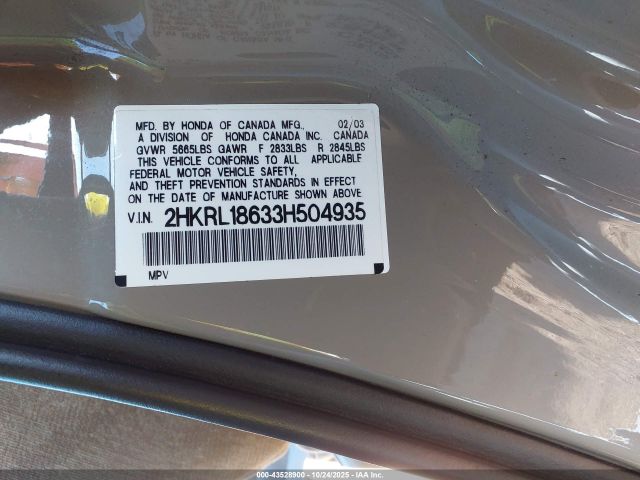 MFD. BY HONDA OF CANADA MFG., 02/03
A DIVISION OF HONDA CANADA INC. CANADA
GVWR 5665LBS GAWR F 2833LBS R 2845LBS
THIS VEHICLE CONFORMS TO ALL APPLICABLE
FEDERAL MOTOR VEHICLE SAFETY,
AND THEFT PREVENTION STANDARDS IN EFFECT
ON THE DATE OF MANUFACTURE SHOWN ABOVE
V.I.N. 2HKRL18633H504935
MPV
000-43528900 - 10/24/2025 - IAAI.COM